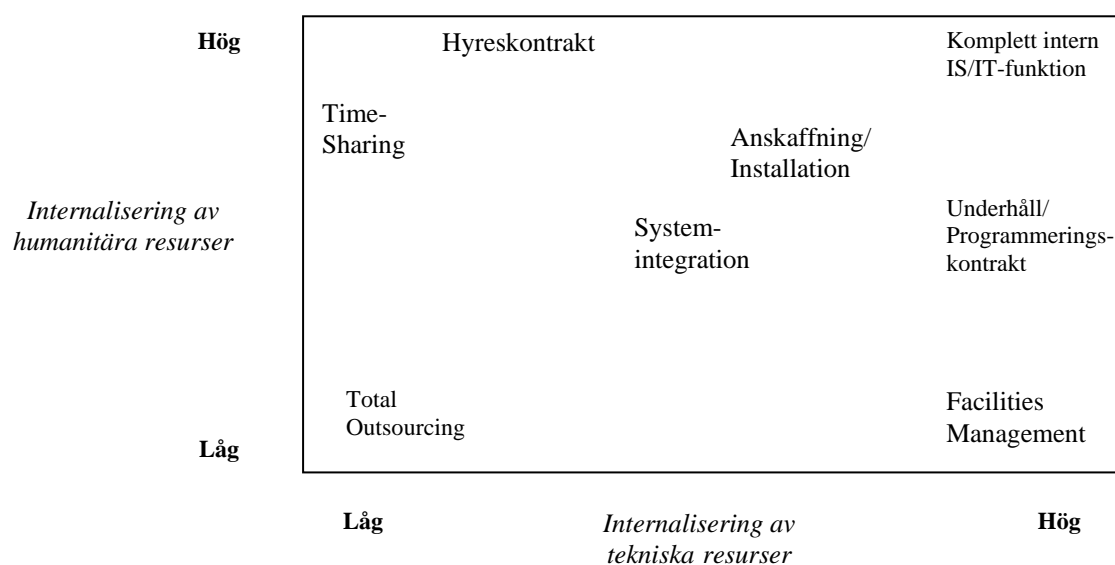 Hög
Hyreskontrakt
Komplett intern
IS/IT-funktion
Time-
Sharing
Anskaffning/
Installation
Internalisering av
humanitära resurser
System-
integration
Underhåll/
Programmerings-
kontrakt
Total
Outsourcing
Facilities
Management
Låg
Låg
Internalisering av
tekniska resurser
Hög